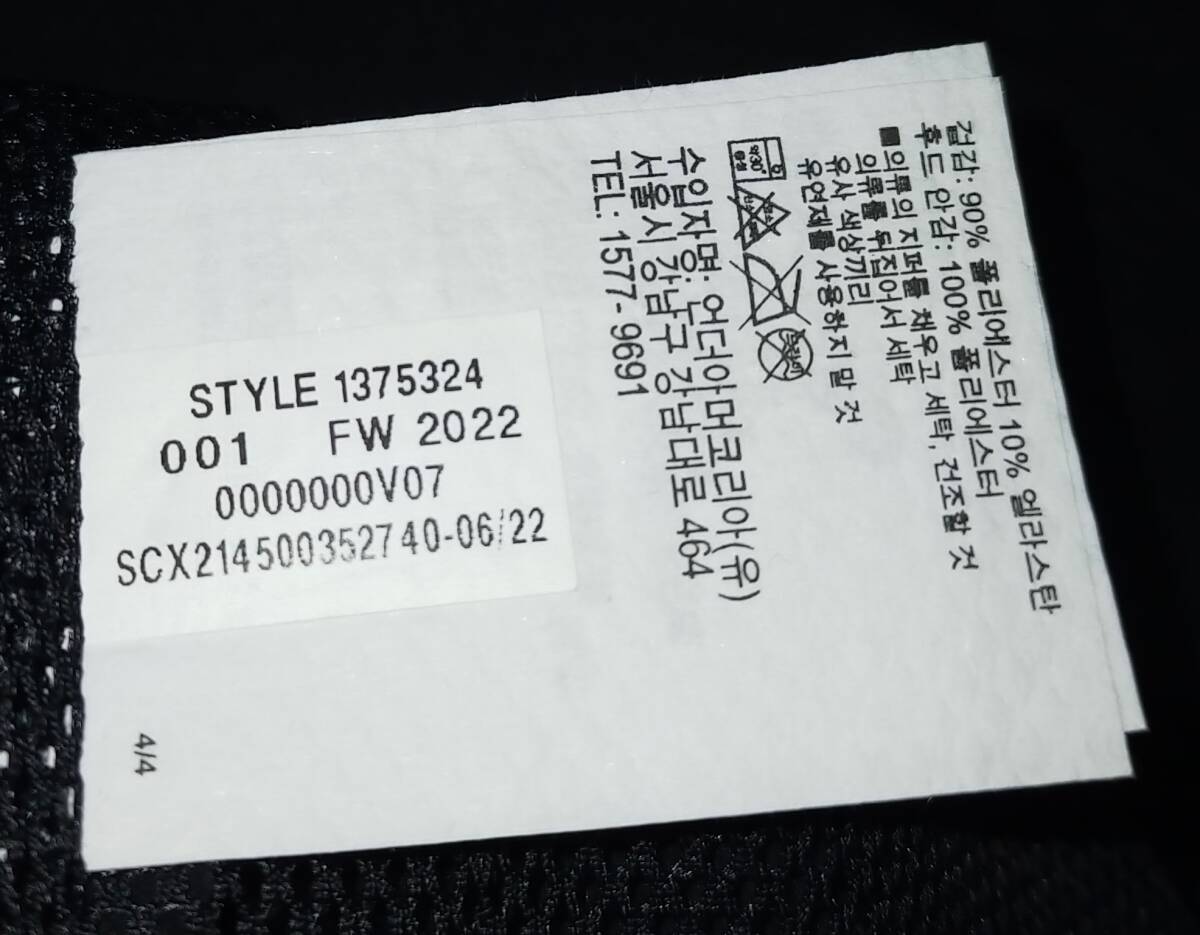 겉감: 90% 폴리에스터 10% 엘라스탄
후드 안감: 100% 폴리에스터
■의류의 지퍼를 채우고 세탁, 건조할 것
의류를 뒤집어서 세탁
유사 색상끼리
유연제를 사용하지 말 것
수입자명: 언더아머코리아(유)
서울시 강남구 강남대로 464
TEL: 1577-9691
STYLE 1375324
001 FW 2022
0000000V07
SCX214500352740-06/22
4/4